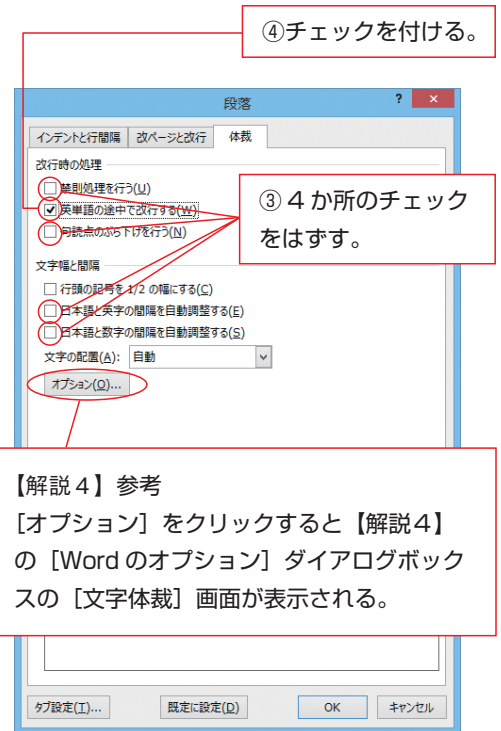 ④チェックを付ける。
段落
?
×
インデントと行間隔 改ページと改行 体裁
改行時の処理
禁則処理を行う(U)
英単語の途中で改行する(W)
句読点のぶら下げを行う(N)
③４か所のチェック
をはずす。
文字幅と間隔
行頭の記号を 1/2 の幅にする(C)
日本語と英字の間隔を自動調整する(E)
日本語と数字の間隔を自動調整する(S)
文字の配置(A): 自動
オプション(O)...
【解説４】参考
［オプション］をクリックすると【解説４】
の［Word のオプション］ダイアログボック
スの［文字体裁］画面が表示される。
タブ設定(T)... 既定に設定(D) OK キャンセル